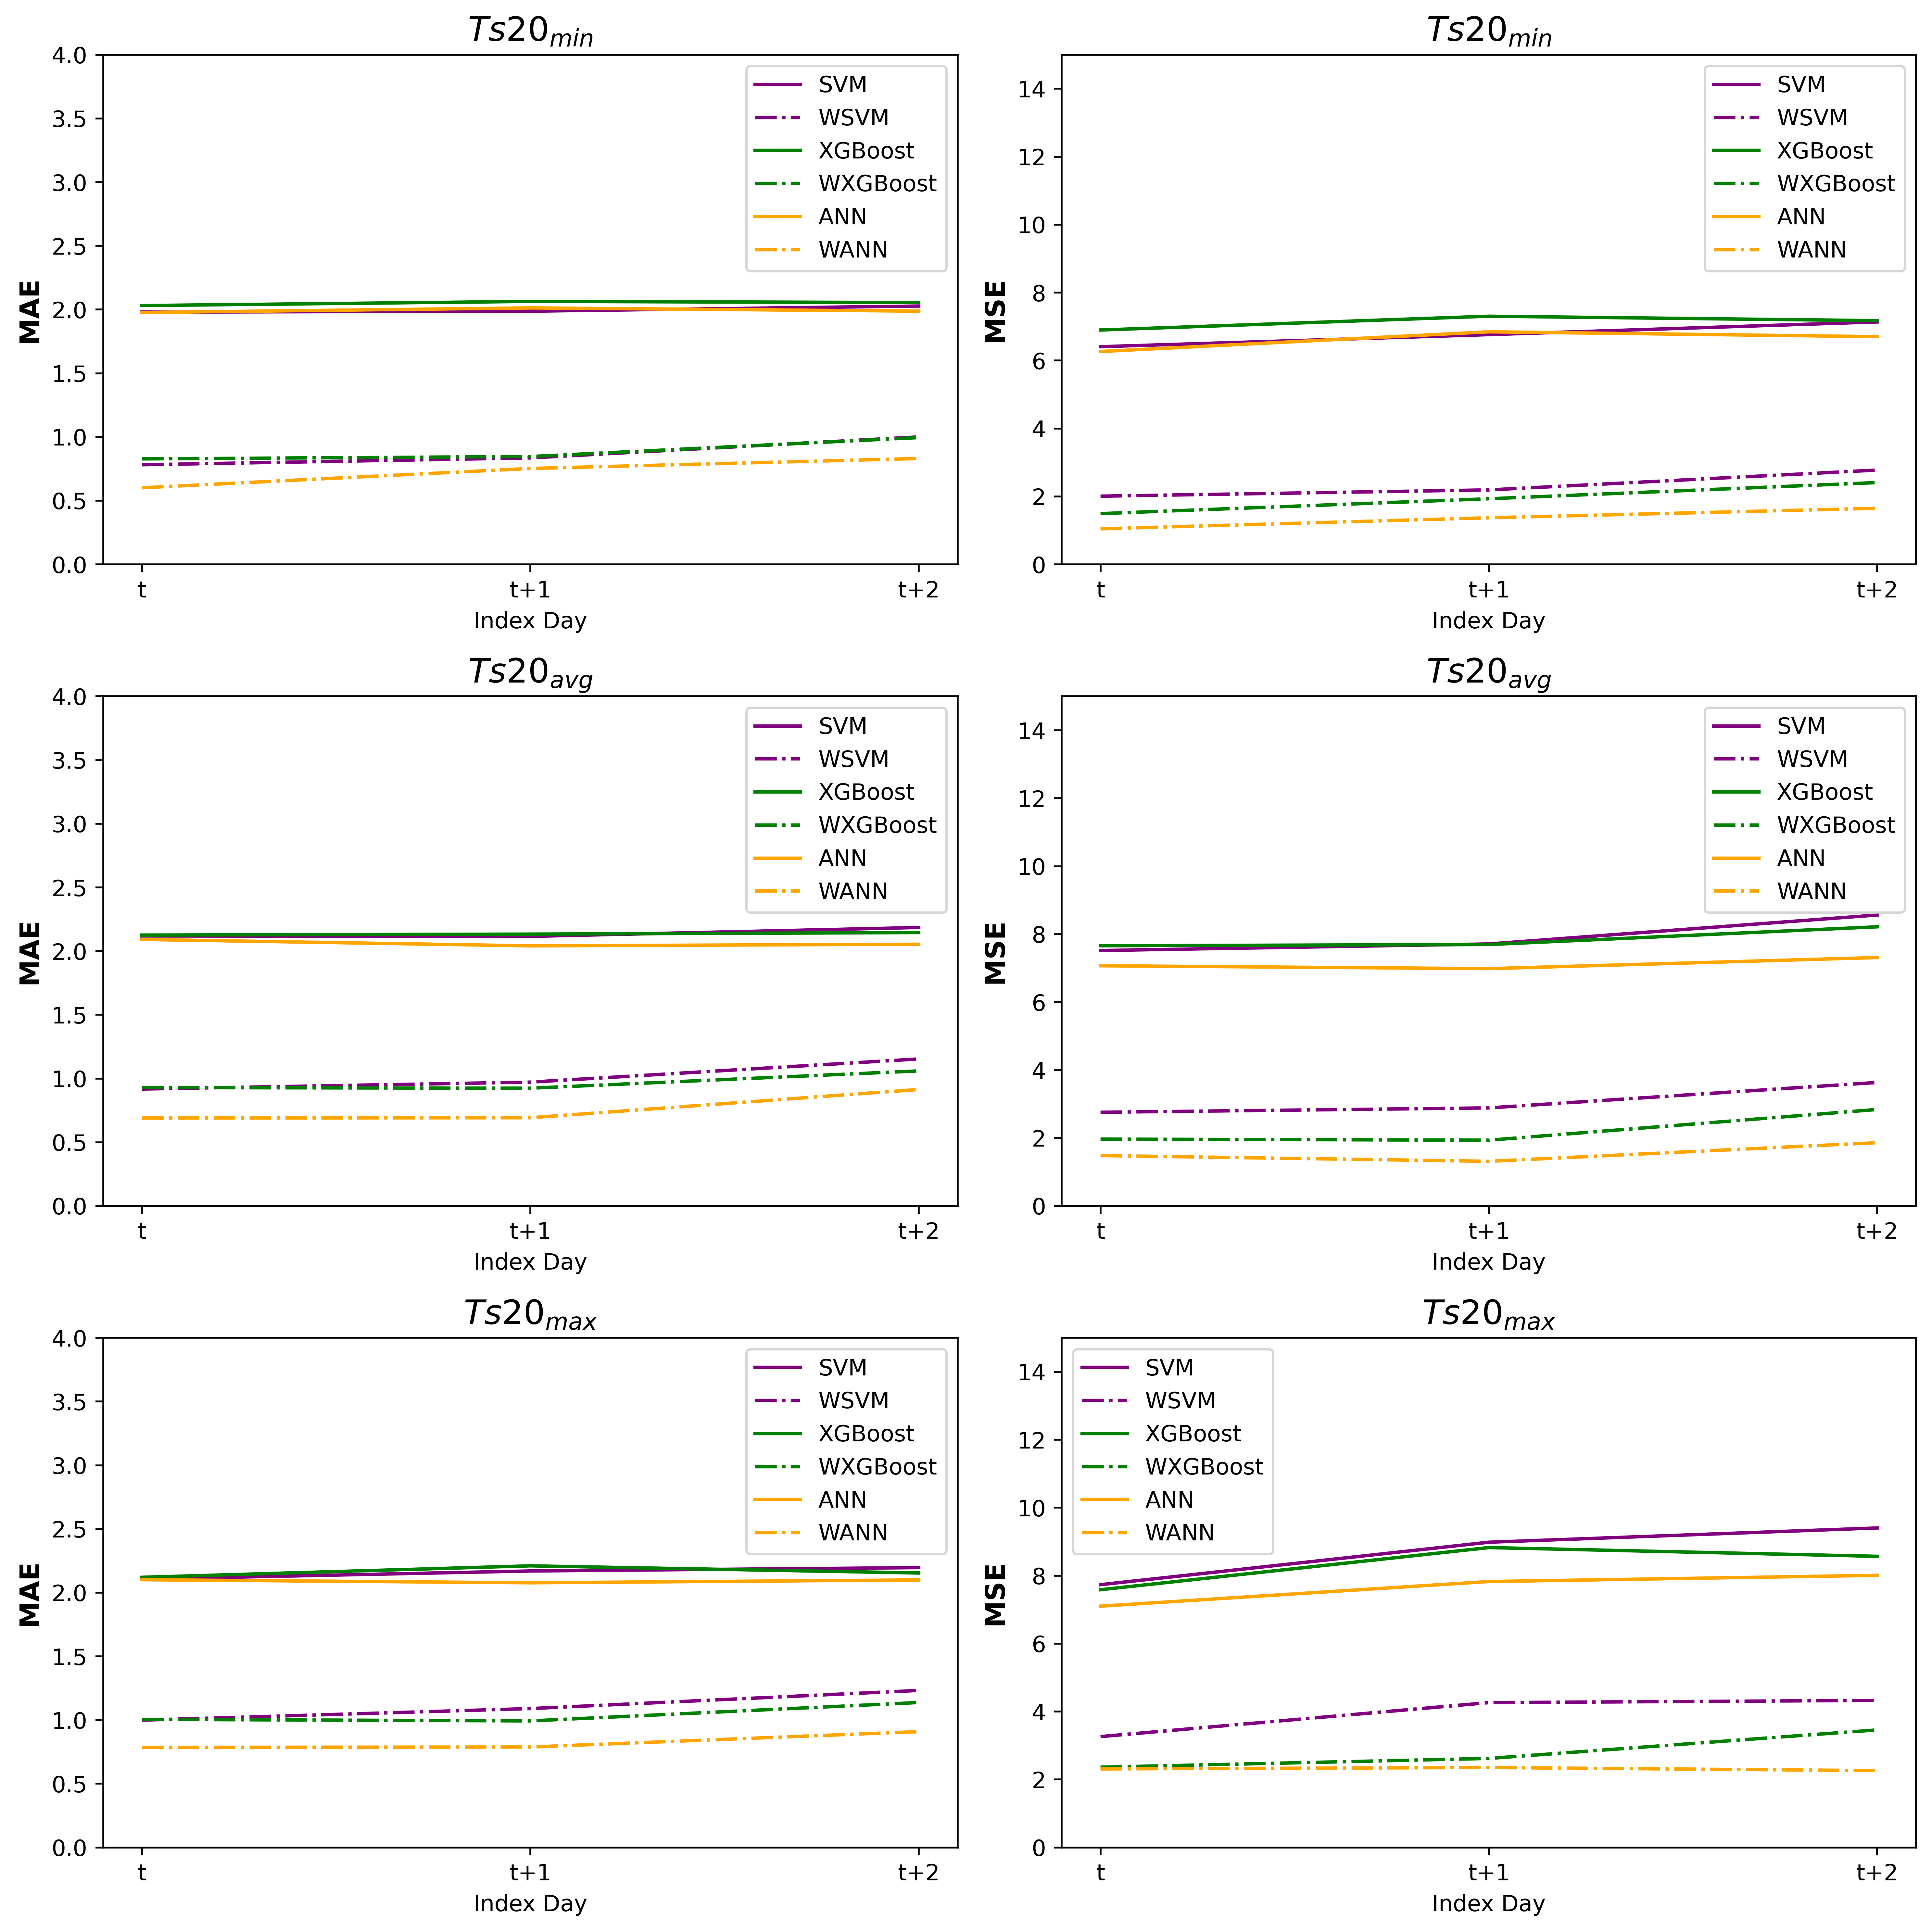 Ts20min
4.0
3.5
3.0
2.5
2.0
1.5
1.0
0.5
0.0
MAE
t
t+1
t+2
Index Day
SVM
WSVM
XGBoost
WXGBoost
ANN
WANN
Ts20min
14
12
10
8
6
4
2
0
MSE
t
t+1
t+2
Index Day
SVM
WSVM
XGBoost
WXGBoost
ANN
WANN
Ts20avg
4.0
3.5
3.0
2.5
2.0
1.5
1.0
0.5
0.0
MAE
t
t+1
t+2
Index Day
SVM
WSVM
XGBoost
WXGBoost
ANN
WANN
Ts20avg
14
12
10
8
6
4
2
0
MSE
t
t+1
t+2
Index Day
SVM
WSVM
XGBoost
WXGBoost
ANN
WANN
Ts20max
4.0
3.5
3.0
2.5
2.0
1.5
1.0
0.5
0.0
MAE
t
t+1
t+2
Index Day
SVM
WSVM
XGBoost
WXGBoost
ANN
WANN
Ts20max
14
12
10
8
6
4
2
0
MSE
t
t+1
t+2
Index Day
SVM
WSVM
XGBoost
WXGBoost
ANN
WANN